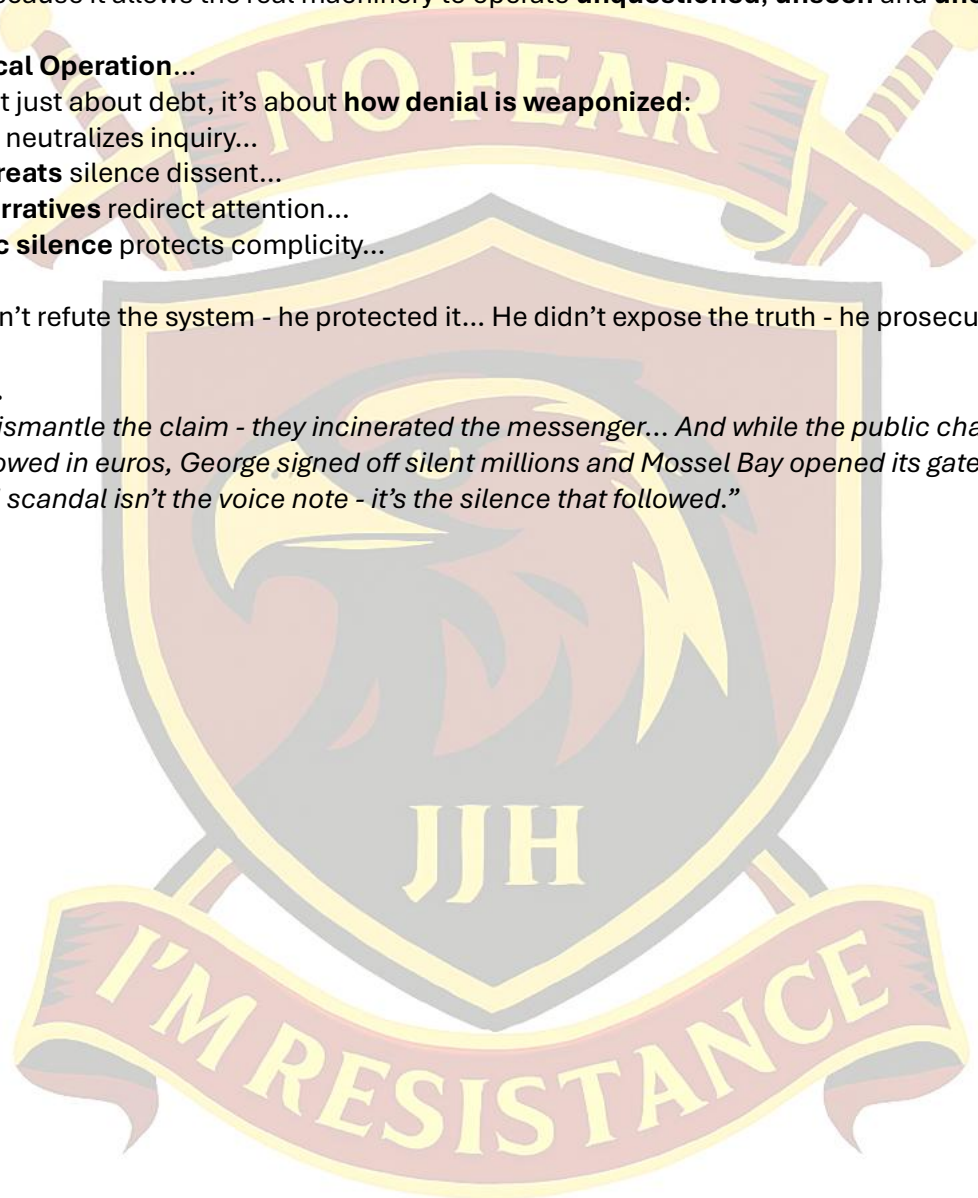 because it allows the real machinery to operate unquestioned, unseen and
NO FEAR
cal Operation…
t just about debt, it’s about how denial is weaponized:
neutralizes inquiry…
reats silence dissent…
rratives redirect attention…
c silence protects complicity…
n’t refute the system - he protected it… He didn’t expose the truth - he prosecu
.
ismantle the claim - they incinerated the messenger… And while the public cha
owed in euros, George signed off silent millions and Mossel Bay opened its gate
scandal isn’t the voice note - it’s the silence that followed.”
JJH
I’M RESISTANCE